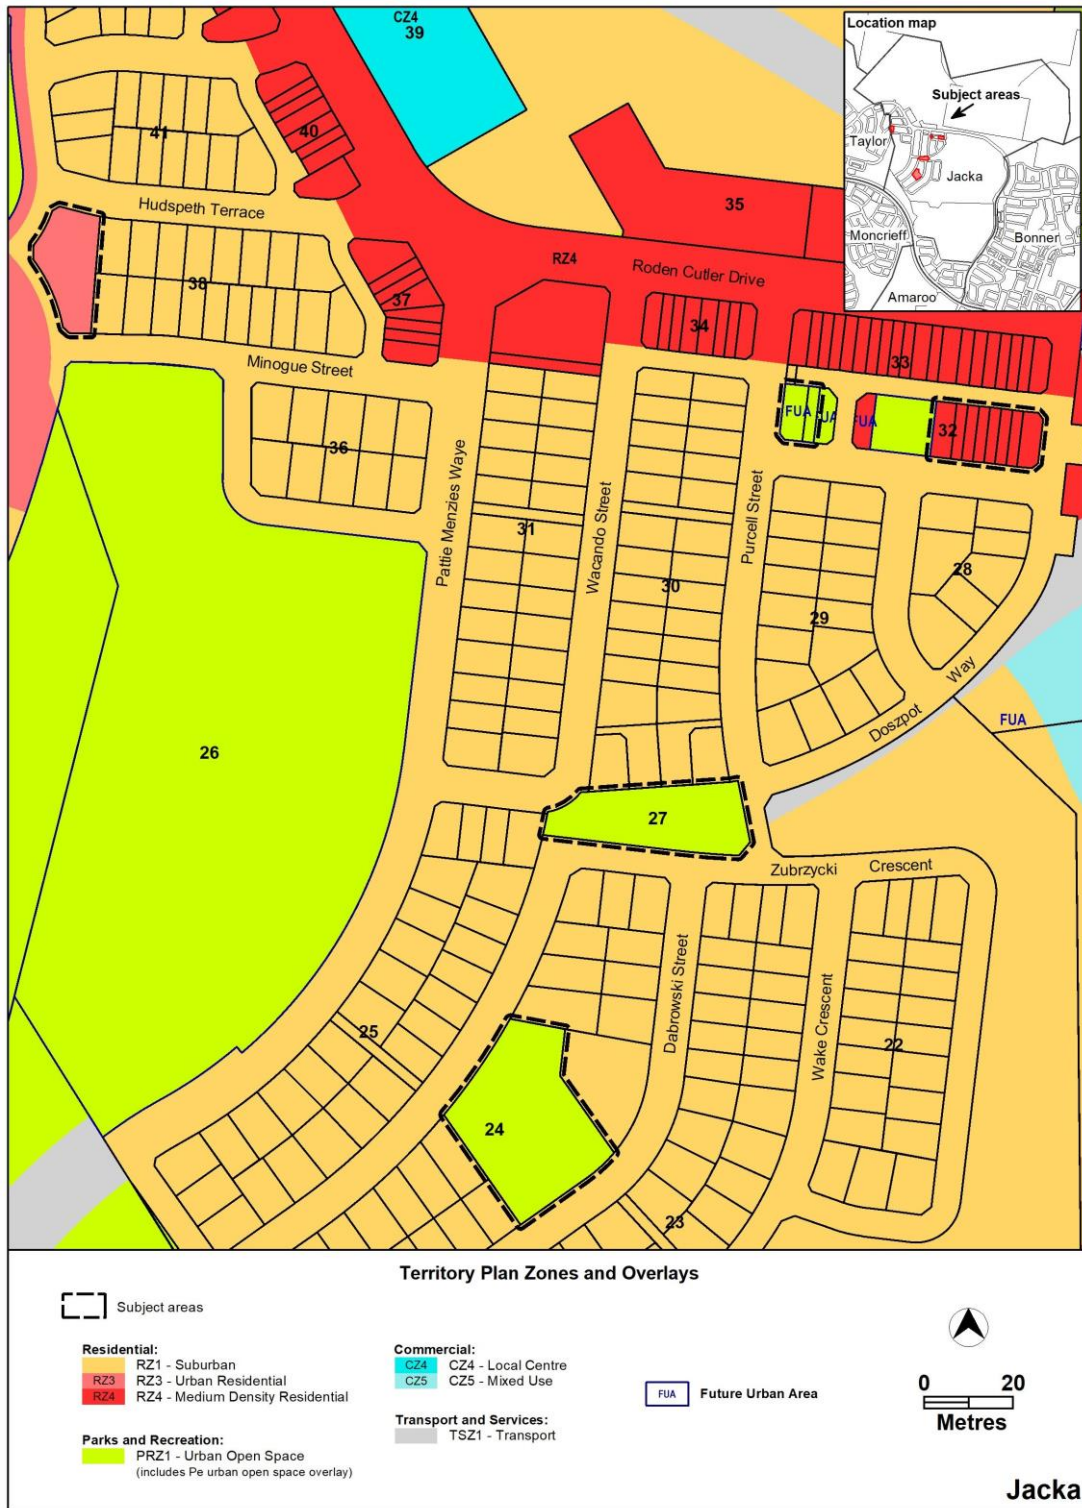 CZ4
39
Location map
Subject areas
Taylor
Jacka
Moncrieff
Bonner
Amaroo
41
40
Hudspeth Terrace
35
RZ4
Roden Cutler Drive
38
37
34
33
Minogue Street
FUA
FUA
32
36
Pattie Menzies Waye
31
Wacando Street
30
Purcell Street
29
28
Doszpot Way
FUA
26
27
Zubrzycki Crescent
25
24
Dabrowski Street
Wake Crescent
22
23
Territory Plan Zones and Overlays
Subject areas
Residential:
RZ1 - Suburban
RZ3 RZ3 - Urban Residential
RZ4 RZ4 - Medium Density Residential
Parks and Recreation:
PRZ1 - Urban Open Space
(includes Pe urban open space overlay)
Commercial:
CZ4 CZ4 - Local Centre
CZ5 CZ5 - Mixed Use
Transport and Services:
TSZ1 - Transport
FUA Future Urban Area
0 20
Metres
Jacka